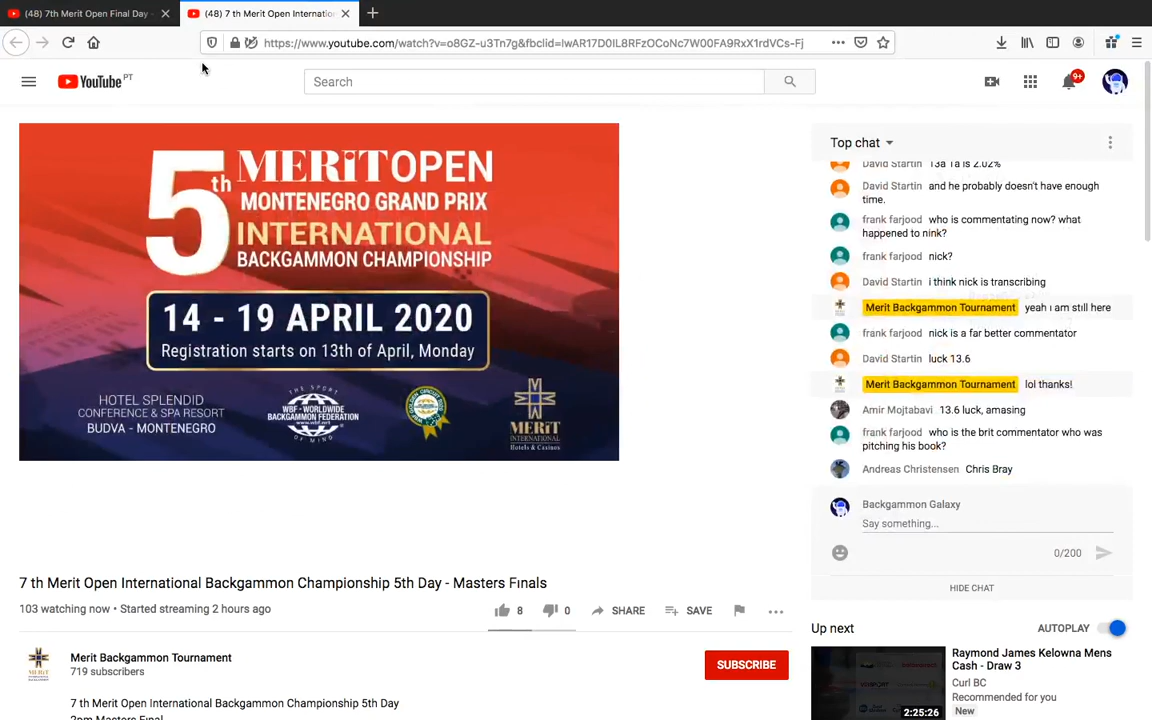 (48) 7th Merit Open Final Day -
(48) 7 th Merit Open Internatio
https://www.youtube.com/watch?v=o8GZ-u3Tn7g&fbclid=IwAR17D0IL8RFzOCoNc7W00FA9RxX1rdVCs-Fj
YouTube PT
Search
9+
5th MERIT OPEN
MONTENEGRO GRAND PRIX
INTERNATIONAL
BACKGAMMON CHAMPIONSHIP
14 - 19 APRIL 2020
Registration starts on 13th of April, Monday
HOTEL SPLENDID
CONFERENCE & SPA RESORT
BUDVA - MONTENEGRO
THE SPORT
WBF - WORLDWIDE
BACKGAMMON FEDERATION
OF MIND
MERIT
INTERNATIONAL
Hotels & Casinos
Top chat
David Startin 13a 1a is 2.02%
David Startin and he probably doesn't have enough
time.
frank farjood who is commentating now? what
happened to nink?
frank farjood nick?
David Startin i think nick is transcribing
Merit Backgammon Tournament yeah i am still here
frank farjood nick is a far better commentator
David Startin luck 13.6
Merit Backgammon Tournament lol thanks!
Amir Mojtabavi 13.6 luck, amasing
frank farjood who is the brit commentator who was
pitching his book?
Andreas Christensen Chris Bray
Backgammon Galaxy
Say something...
0/200
HIDE CHAT
7 th Merit Open International Backgammon Championship 5th Day - Masters Finals
103 watching now • Started streaming 2 hours ago
8 0 SHARE SAVE
Merit Backgammon Tournament
719 subscribers
SUBSCRIBE
7 th Merit Open International Backgammon Championship 5th Day
2pm Masters Final
Up next
AUTOPLAY
Raymond James Kelowna Mens
Cash - Draw 3
Curl BC
Recommended for you
New
2:25:26